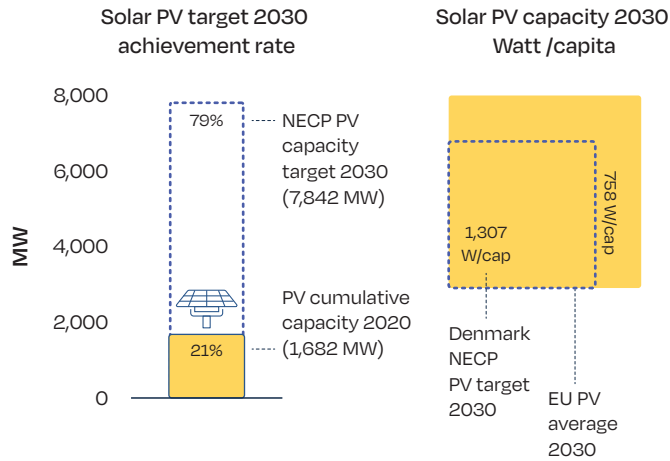 Solar PV target 2030
achievement rate
8,000
6,000
4,000
2,000
0
MW
79%
21%
NECP PV
capacity
target 2030
(7,842 MW)
PV cumulative
capacity 2020
(1,682 MW)
Solar PV capacity 2030
Watt /capita
758 W/cap
1,307
W/cap
Denmark
NECP
PV target
2030
EU PV
average
2030